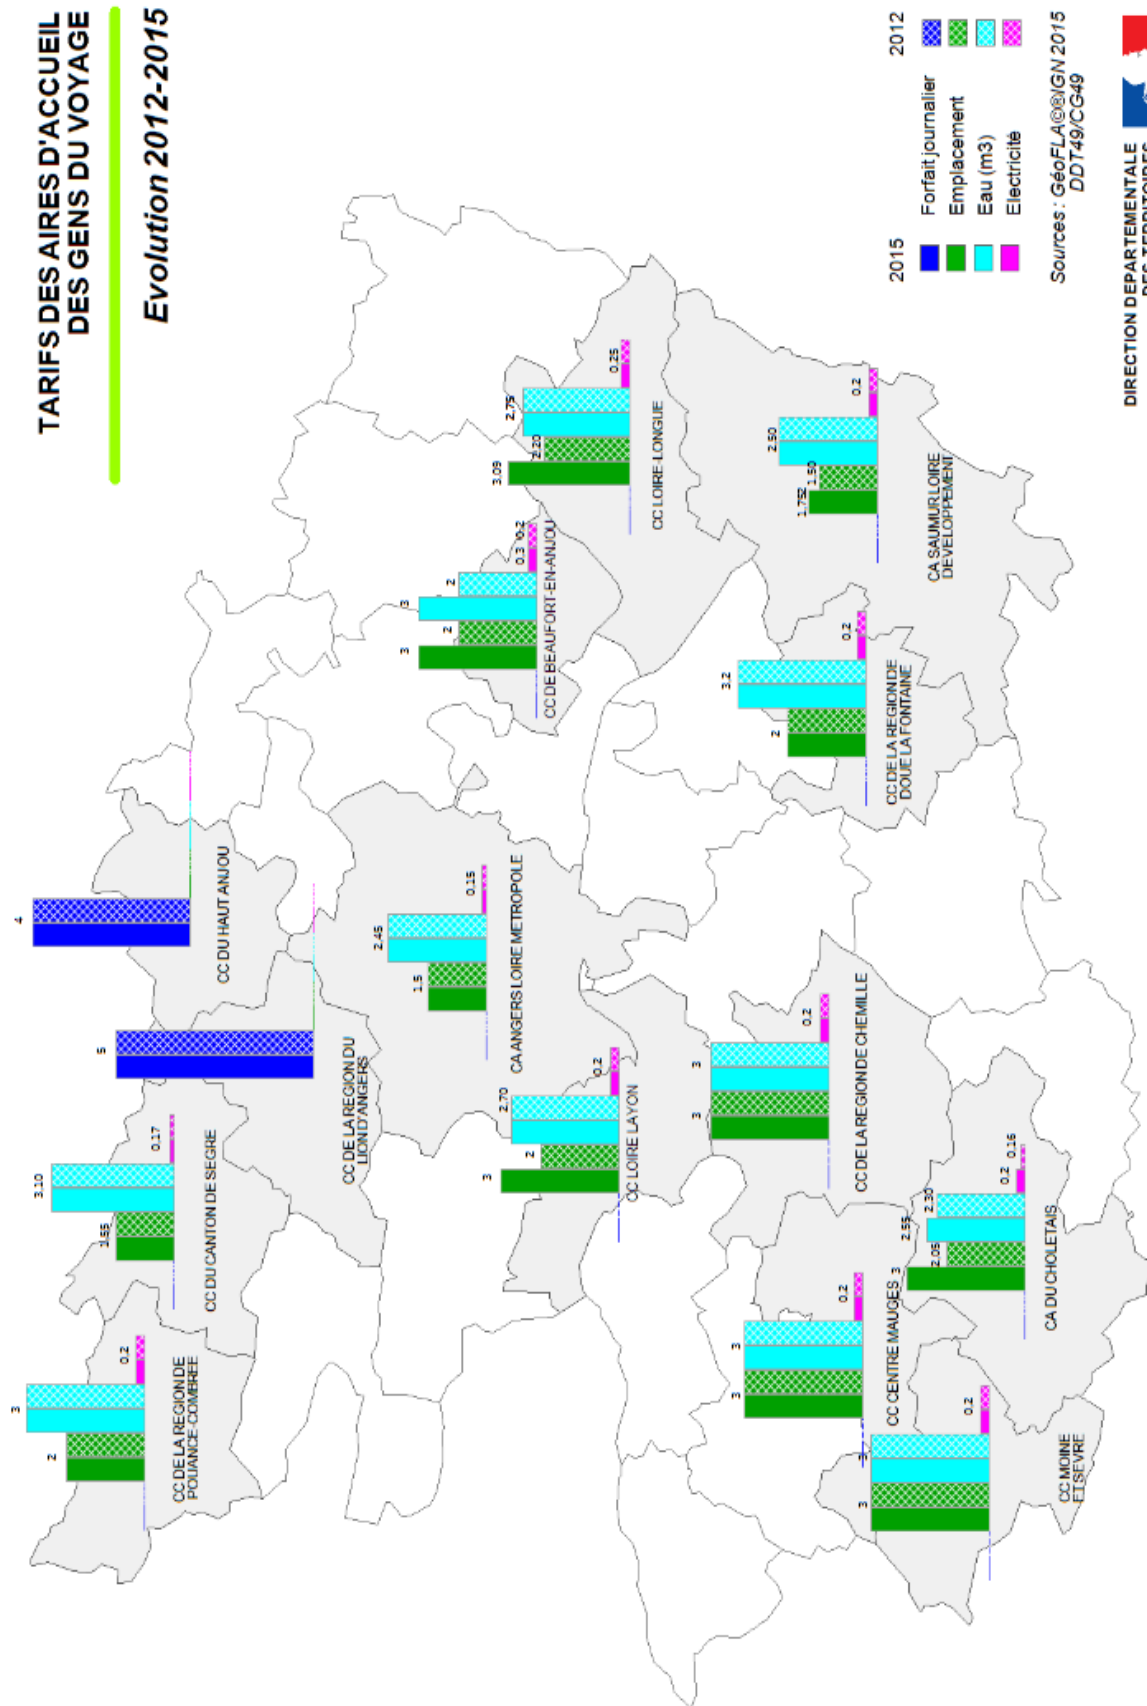 TARIFS DES AIRES D'ACCUEIL
DES GENS DU VOYAGE
Evolution 2012-2015
4
CC DU HAUT ANJOU
5
CC DE LA REGION DU
LION D'ANGERS
3.10
1.55
0.17
CC DU CANTON DE SEGRE
3
2
0.2
CC DE LA REGION DE
POUANCE-COMBREE
3
2
3
2
0.3
0.2
CC DE BEAUFORT-EN-ANJOU
3.09
2.20
2.75
0.25
CC LOIRE-LONGUE
1.5
2.45
0.15
CA ANGERS LOIRE METROPOLE
3
2
2.70
0.2
CC LOIRE LAYON
1.752
1.50
2.50
0.2
CA SAUMUR LOIRE
DEVELOPPEMENT
2
3.2
0.2
CC DE LA REGION DE
DOUE LA FONTAINE
3
3
0.2
CC DE LA REGION DE CHEMILLE
3
3
0.2
CC CENTRE MAUGES
3
2.05
2.55
2.30
0.2
0.16
CA DU CHOLETAIS
3
3
0.2
CC MOINE
ET SEVRE
2015
2012
Forfait journalier
Emplacement
Eau (m3)
Electricité
Sources : GéoFLA©®IGN 2015
DDT49/CG49
DIRECTION DEPARTEMENTALE
DES TERRITOIRES